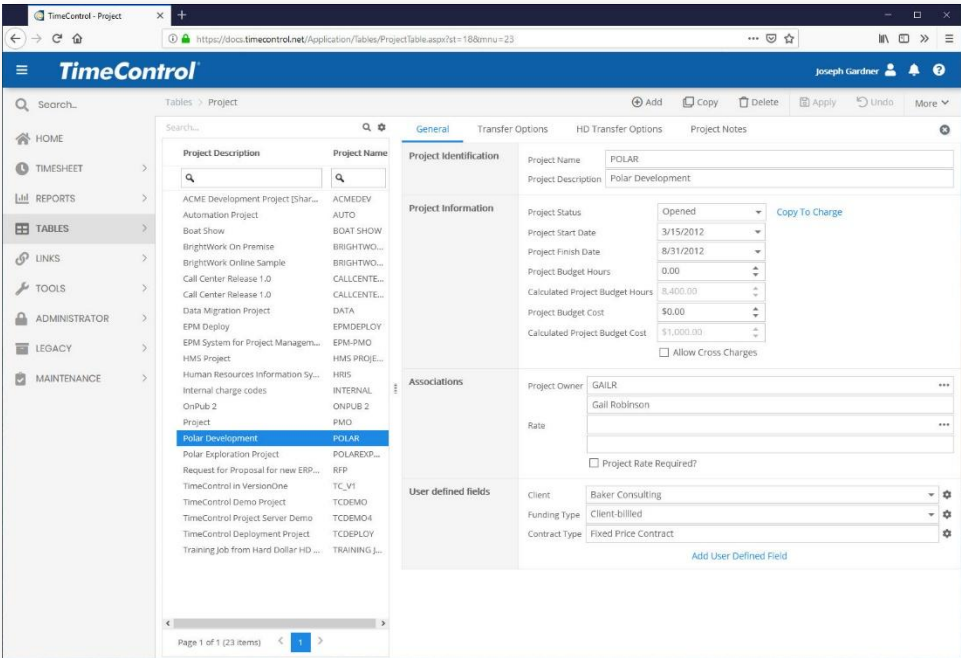 TimeControl - Project
https://docs.timecontrol.net/Application/Tables/ProjectTable.aspx?st=18&mnu=23
TimeControl
Joseph Gardner
Search...
Tables > Project
Add Copy Delete Apply Undo More
HOME
TIMESHEET
REPORTS
TABLES
LINKS
TOOLS
ADMINISTRATOR
LEGACY
MAINTENANCE
Search...
Project Description Project Name
ACME Development Project [Shar... ACMEDEV
Automation Project AUTO
Boat Show BOAT SHOW
BrightWork On Premise BRIGHTWO...
BrightWork Online Sample BRIGHTWO...
Call Center Release 1.0 CALLCENTE...
Call Center Release 1.0 CALLCENTE...
Data Migration Project DATA
EPM Deploy EPMDEPLOY
EPM System for Project Managem... EPM-PMO
HMS Project HMS PROJE...
Human Resources Information Sy... HRIS
Internal charge codes INTERNAL
OnPub 2 ONPUB 2
Project PMO
Polar Development POLAR
Polar Exploration Project POLAREXP...
Request for Proposal for new ERP... RFP
TimeControl in VersionOne TC_V1
TimeControl Demo Project TCDEMO
TimeControl Project Server Demo TCDEMO4
TimeControl Deployment Project TCDEPLOY
Training Job from Hard Dollar HD ... TRAINING J...
Page 1 of 1 (23 items) < 1 >
General Transfer Options HD Transfer Options Project Notes
Project Identification
Project Name POLAR
Project Description Polar Development
Project Information
Project Status Opened Copy To Charge
Project Start Date 3/15/2012
Project Finish Date 8/31/2012
Project Budget Hours 0.00
Calculated Project Budget Hours 8,400.00
Project Budget Cost $0.00
Calculated Project Budget Cost $1,000.00
Allow Cross Charges
Associations
Project Owner GAILR
Gail Robinson
Rate
Project Rate Required?
User defined fields
Client Baker Consulting
Funding Type Client-billled
Contract Type Fixed Price Contract
Add User Defined Field